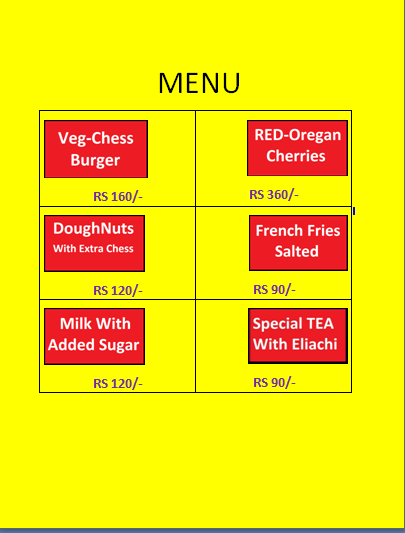 MENU
Veg-Chess
Burger
RS 160/-
RED-Oregan
Cherries
RS 360/-
DoughNuts
With Extra Chess
RS 120/-
French Fries
Salted
RS 90/-
Milk With
Added Sugar
RS 120/-
Special TEA
With Eliachi
RS 90/-